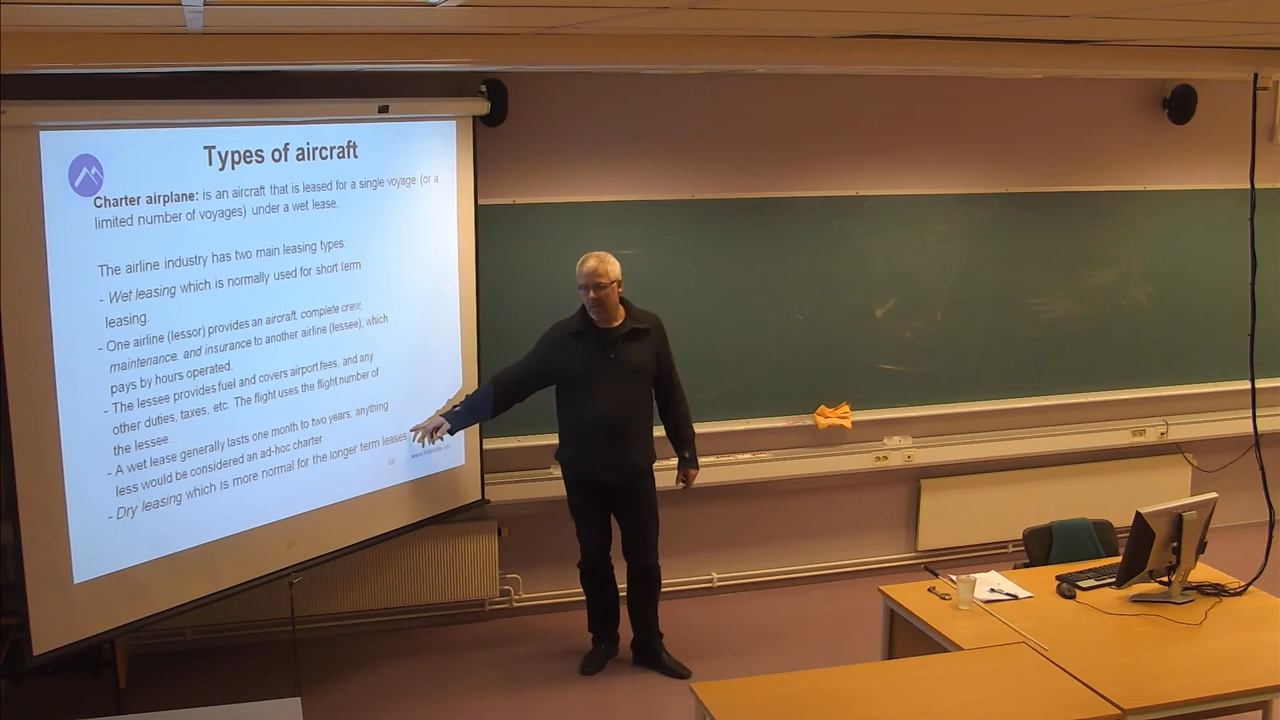 Types of aircraft
Charter airplane: is an aircraft that is leased for a single voyage (or a
limited number of voyages) under a wet lease.
The airline industry has two main leasing types:
- Wet leasing which is normally used for short term
leasing.
- One airline (lessor) provides an aircraft, complete crew,
maintenance, and insurance to another airline (lessee), which
pays by hours operated.
- The lessee provides fuel and covers airport fees, and any
other duties, taxes, etc. The flight uses the flight number of
the lessee.
- A wet lease generally lasts one month to two years; anything
less would be considered an ad-hoc charter
- Dry leasing which is more normal for the longer term leases